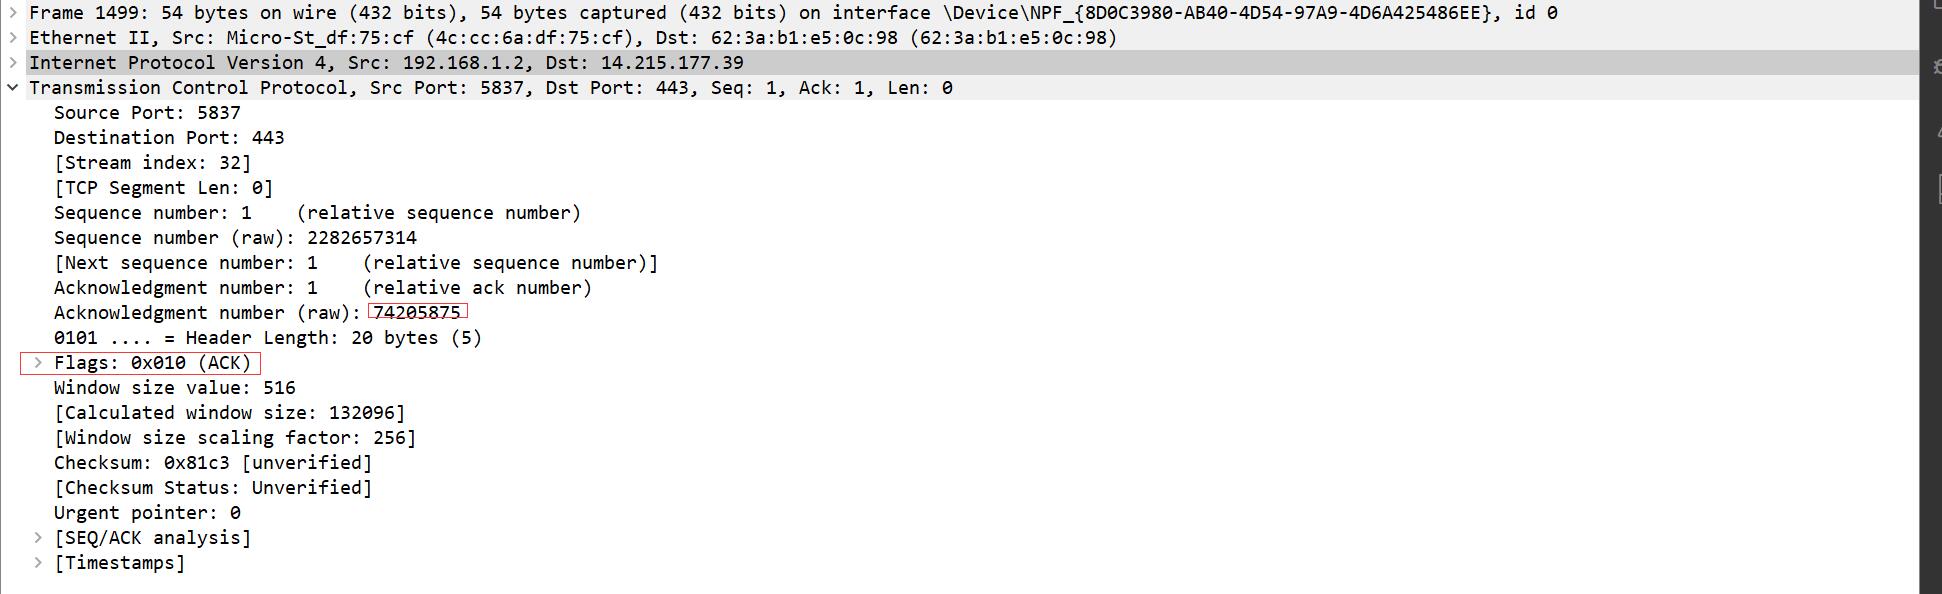 Frame 1499: 54 bytes on wire (432 bits), 54 bytes captured (432 bits) on interface \Device\NPF_{8D0C3980-AB40-4D54-97A9-4D6A425486EE}, id 0
Ethernet II, Src: Micro-St_df:75:cf (4c:cc:6a:df:75:cf), Dst: 62:3a:b1:e5:0c:98 (62:3a:b1:e5:0c:98)
Internet Protocol Version 4, Src: 192.168.1.2, Dst: 14.215.177.39
Transmission Control Protocol, Src Port: 5837, Dst Port: 443, Seq: 1, Ack: 1, Len: 0
Source Port: 5837
Destination Port: 443
[Stream index: 32]
[TCP Segment Len: 0]
Sequence number: 1    (relative sequence number)
Sequence number (raw): 2282657314
[Next sequence number: 1    (relative sequence number)]
Acknowledgment number: 1    (relative ack number)
Acknowledgment number (raw): 74205875
0101 .... = Header Length: 20 bytes (5)
Flags: 0x010 (ACK)
Window size value: 516
[Calculated window size: 132096]
[Window size scaling factor: 256]
Checksum: 0x81c3 [unverified]
[Checksum Status: Unverified]
Urgent pointer: 0
[SEQ/ACK analysis]
[Timestamps]